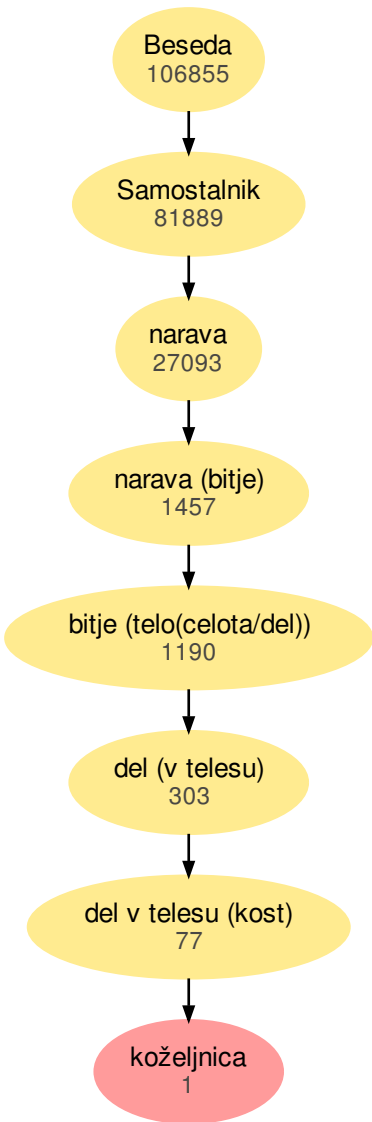 Beseda
106855
Samostalnik
81889
narava
27093
narava (bitje)
1457
bitje (telo(celota/del))
1190
del (v telesu)
303
del v telesu (kost)
77
koželjnica
1